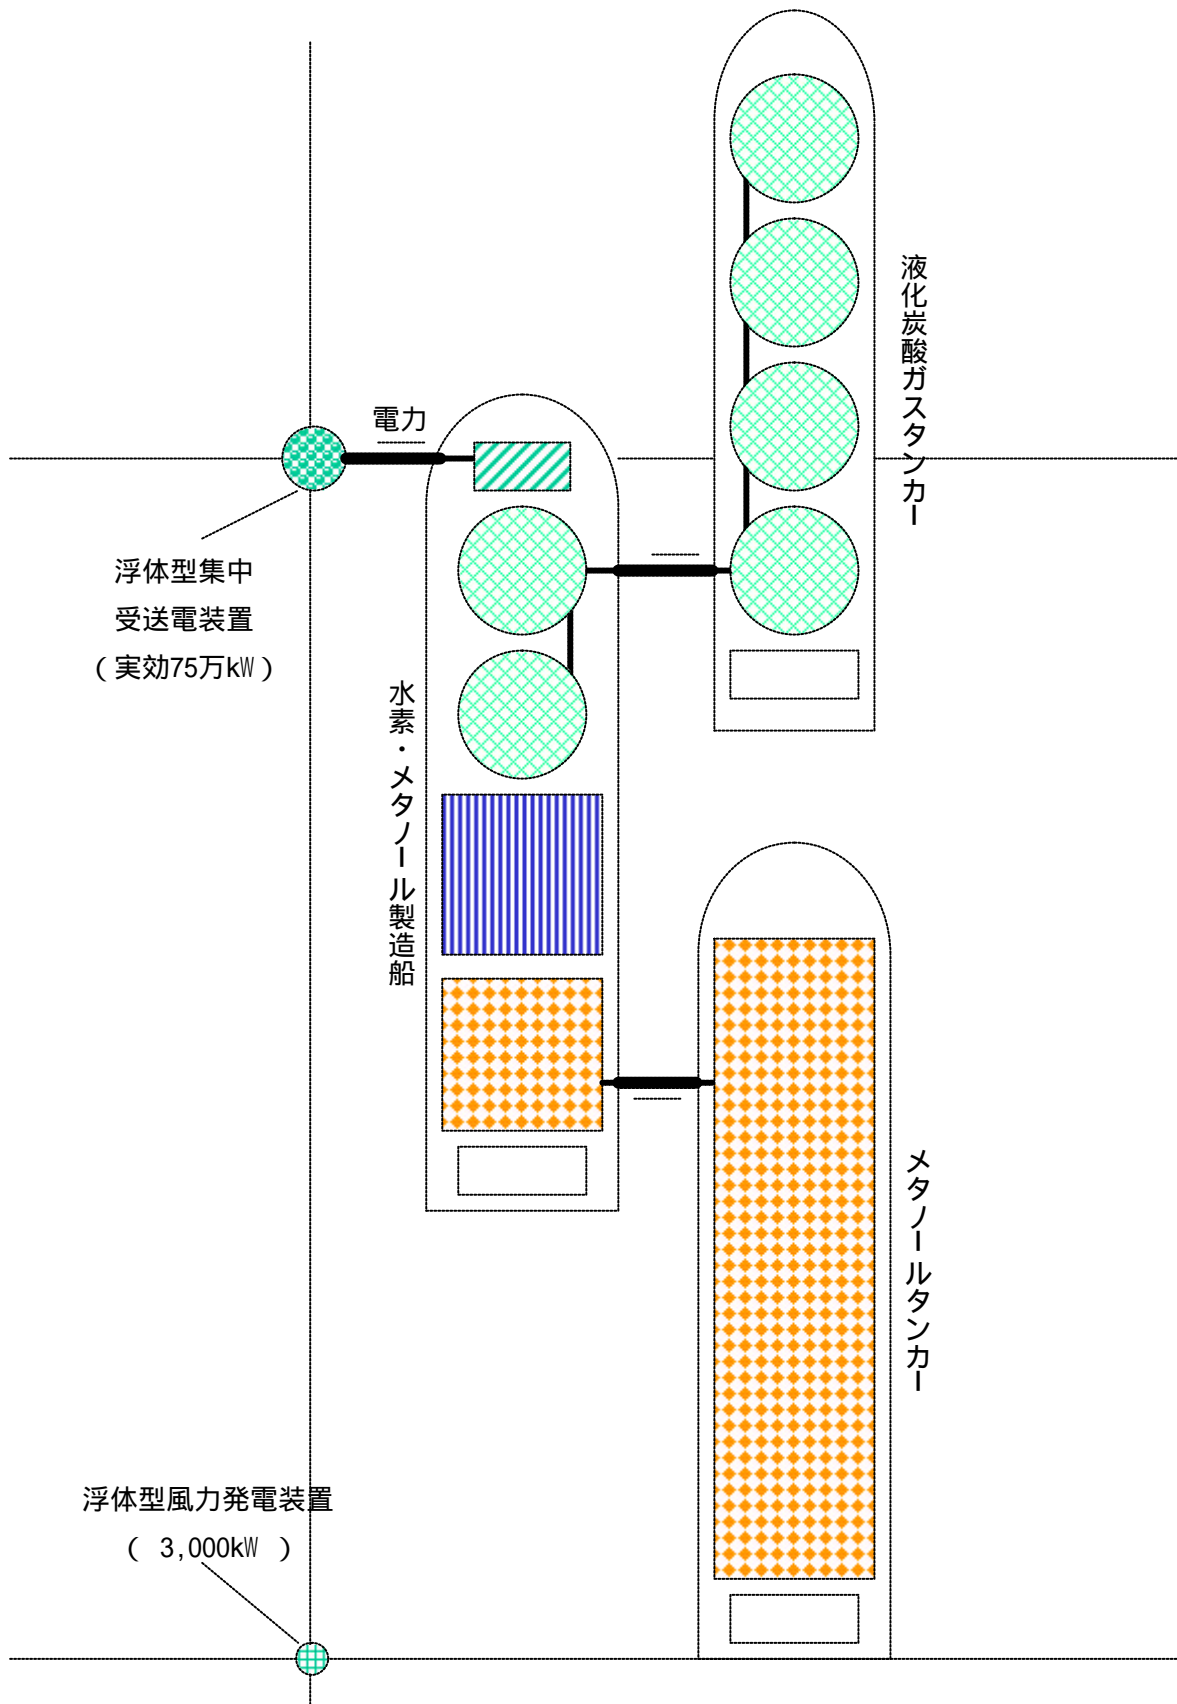 液化炭酸ガスタンカー
電力
浮体型集中
受送電装置
(実効75万kW)
水素・メタノール製造船
メタノールタンカー
浮体型風力発電装置
( 3,000kW )